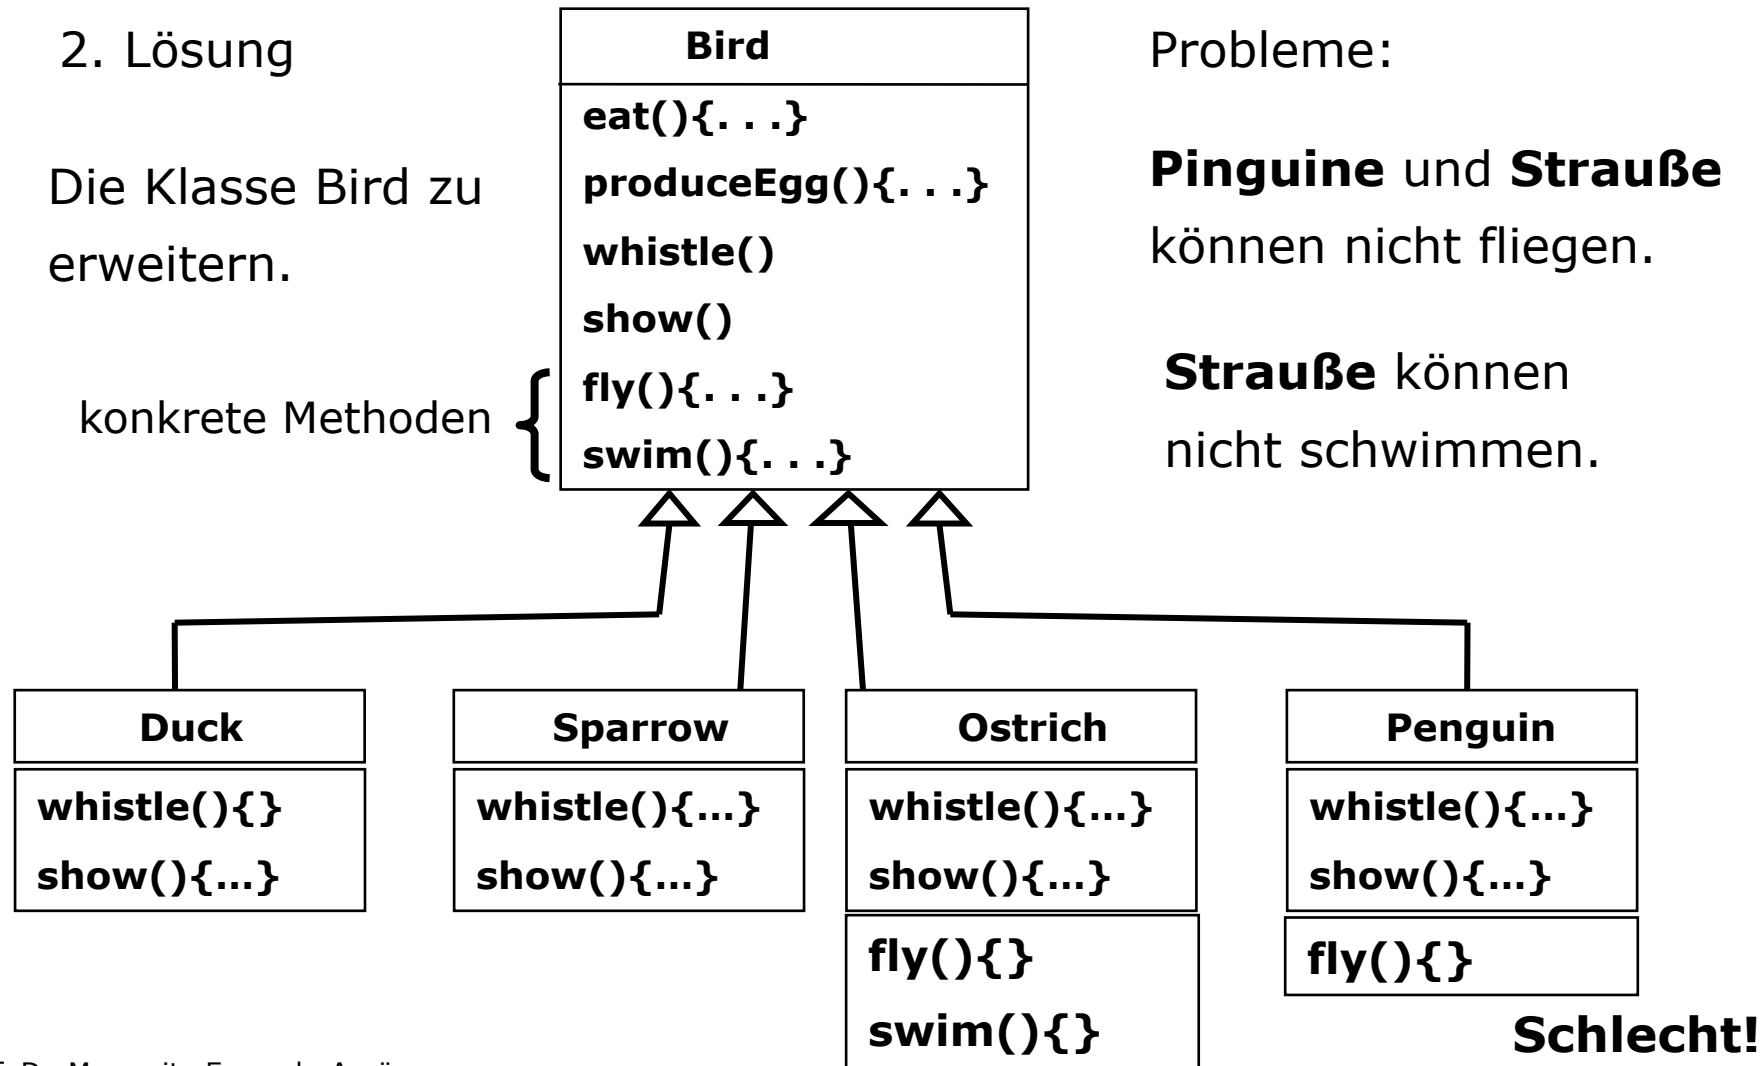 2. Lösung
Die Klasse Bird zu
erweitern.
konkrete Methoden
Bird
eat(){. . .}
produceEgg(){. . .}
whistle()
show()
fly(){. . .}
swim(){. . .}
Probleme:
Pinguine und Strauße
können nicht fliegen.
Strauße können
nicht schwimmen.
Duck
whistle(){}
show(){…}
Sparrow
whistle(){…}
show(){…}
Ostrich
whistle(){…}
show(){…}
fly(){}
swim(){}
Penguin
whistle(){…}
show(){…}
fly(){}
Schlecht!